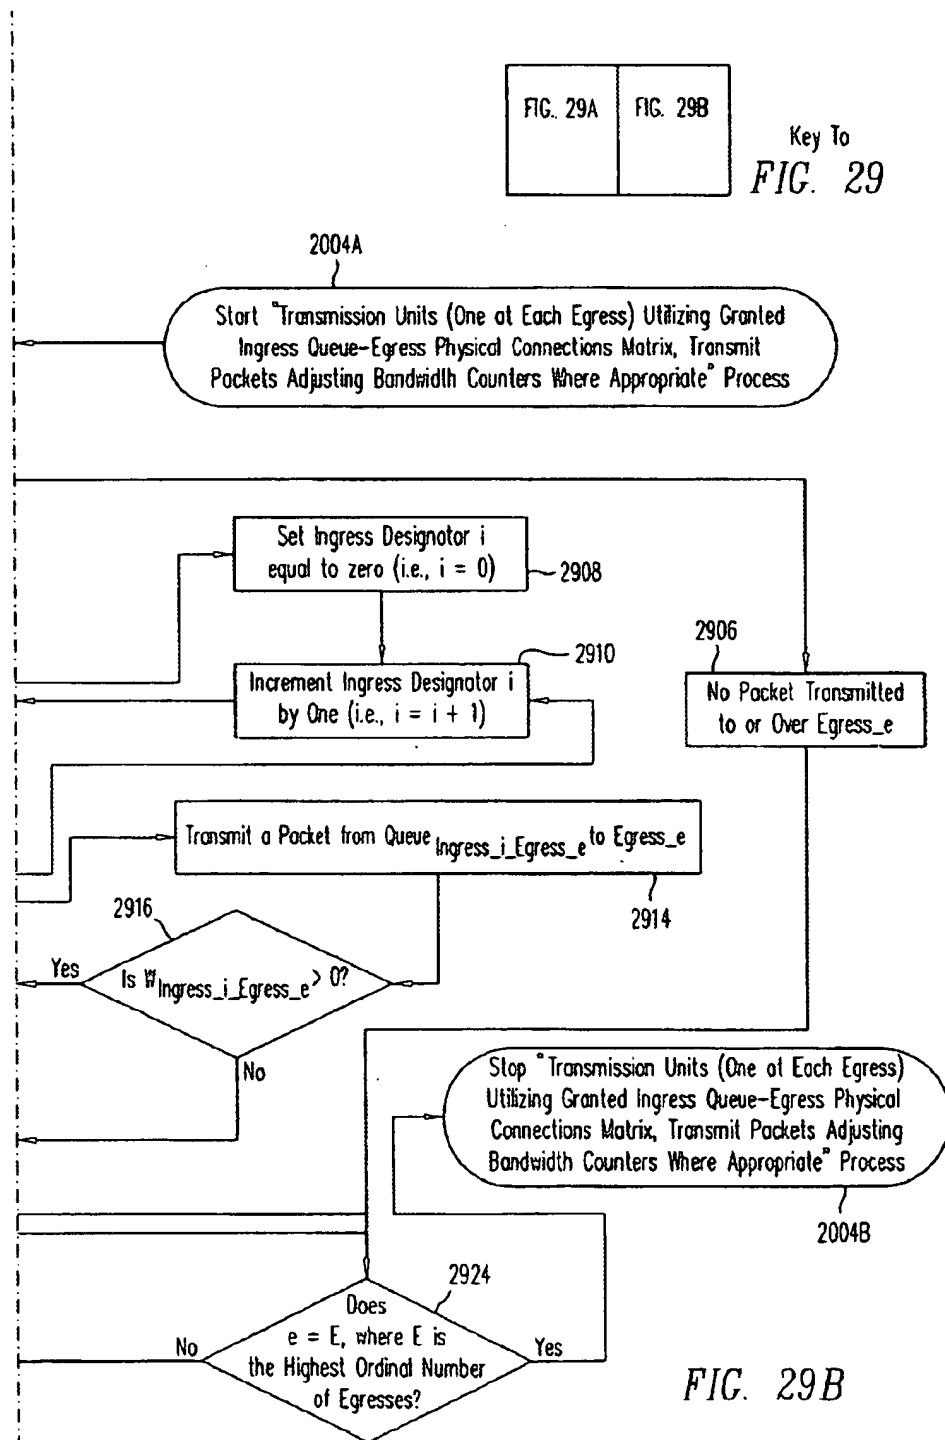 FIG. 29A
FIG. 29B
Key To
FIG. 29
2004A
Start "Transmission Units (One at Each Egress) Utilizing Granted
Ingress Queue-Egress Physical Connections Matrix, Transmit
Packets Adjusting Bandwidth Counters Where Appropriate" Process
Set Ingress Designator i
equal to zero (i.e., i = 0)
2908
2910
Increment Ingress Designator i
by One (i.e., i = i + 1)
2906
No Packet Transmitted
to or Over Egress_e
Transmit a Packet from Queue Ingress_i_Egress_e to Egress_e
2914
2916
Yes
Is W Ingress_i_Egress_e > 0?
No
Stop "Transmission Units (One at Each Egress)
Utilizing Granted Ingress Queue-Egress Physical
Connections Matrix, Transmit Packets Adjusting
Bandwidth Counters Where Appropriate" Process
2004B
2924
Does
e = E, where E is
the Highest Ordinal Number
of Egresses?
No
Yes
FIG. 29B